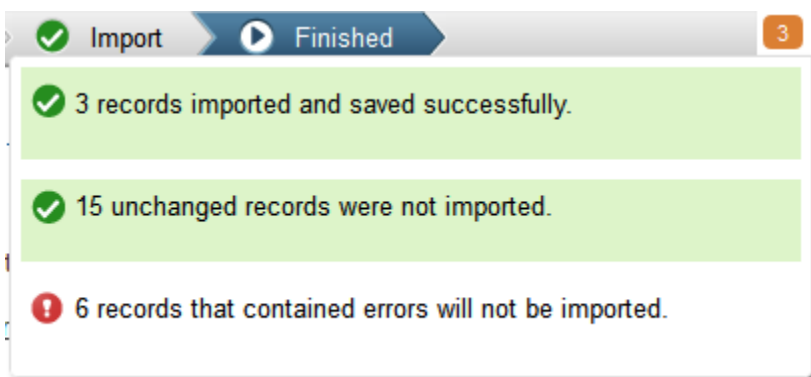 Import
Finished
3
3 records imported and saved successfully.
15 unchanged records were not imported.
6 records that contained errors will not be imported.